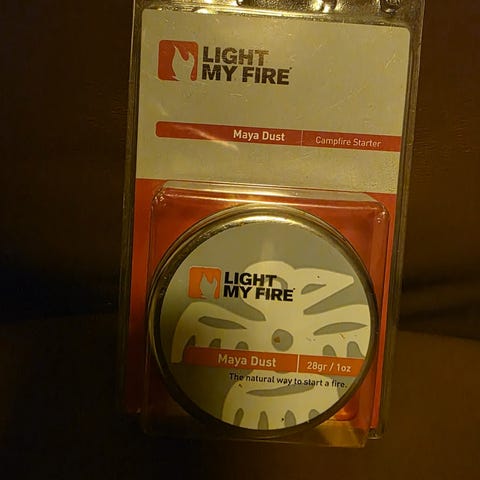 LIGHT
MY FIRE
Maya Dust Campfire Starter
LIGHT
MY FIRE
Maya Dust 28gr / 1oz
The natural way to start a fire.